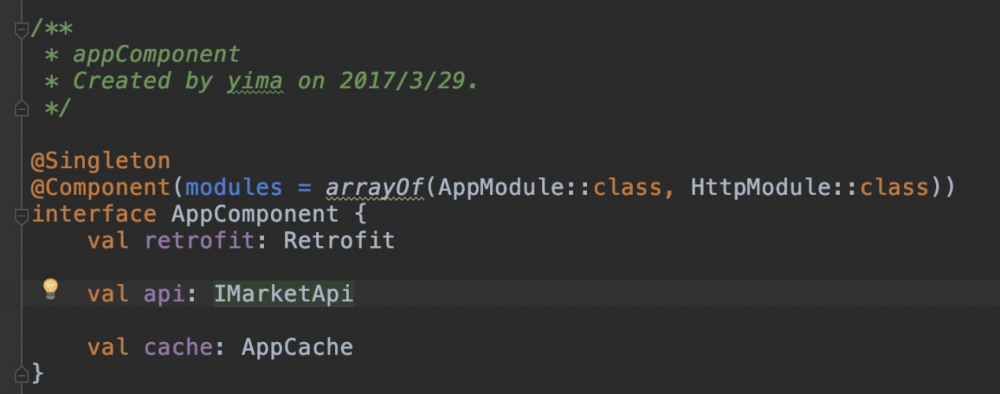 /**
 * appComponent
 * Created by yima on 2017/3/29.
 */
@Singleton
@Component(modules = arrayOf(AppModule::class, HttpModule::class))
interface AppComponent {
    val retrofit: Retrofit
    val api: IMarketApi
    val cache: AppCache
}